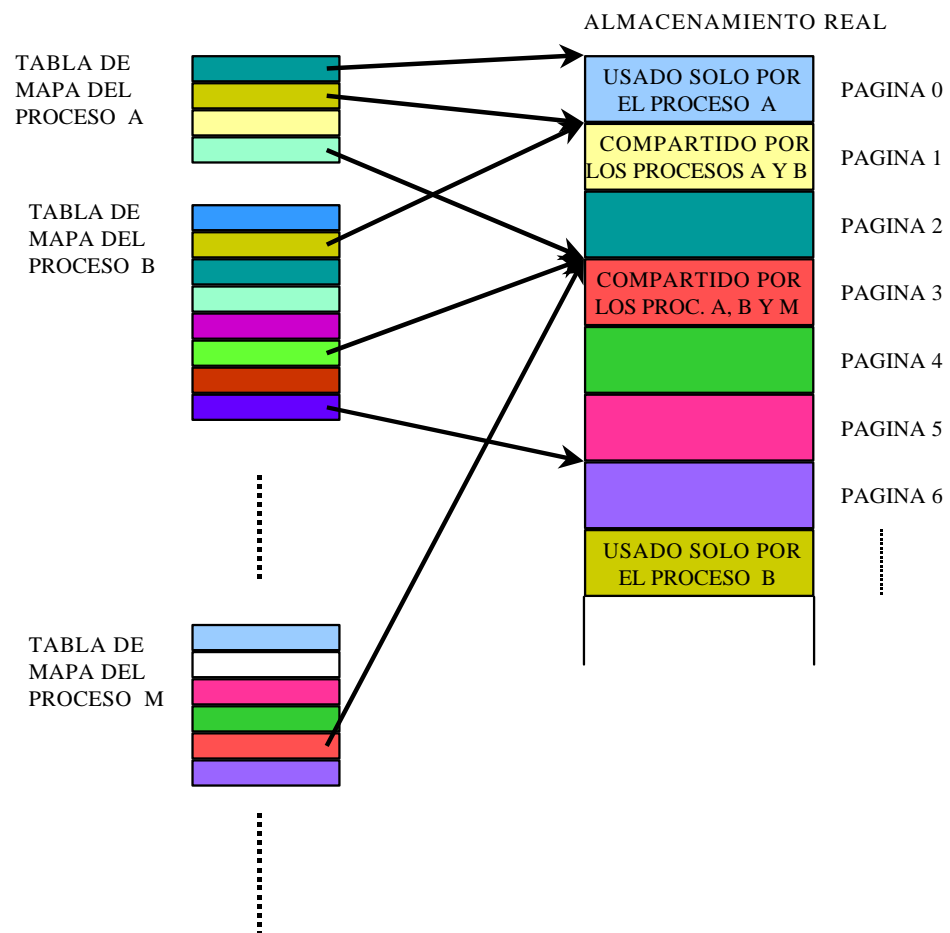 ALMACENAMIENTO REAL
TABLA DE
MAPA DEL
PROCESO A
USADO SOLO POR
EL PROCESO A
PAGINA 0
COMPARTIDO POR
LOS PROCESOS A Y B
PAGINA 1
TABLA DE
MAPA DEL
PROCESO B
PAGINA 2
COMPARTIDO POR
LOS PROC. A, B Y M
PAGINA 3
PAGINA 4
PAGINA 5
PAGINA 6
USADO SOLO POR
EL PROCESO B
TABLA DE
MAPA DEL
PROCESO M